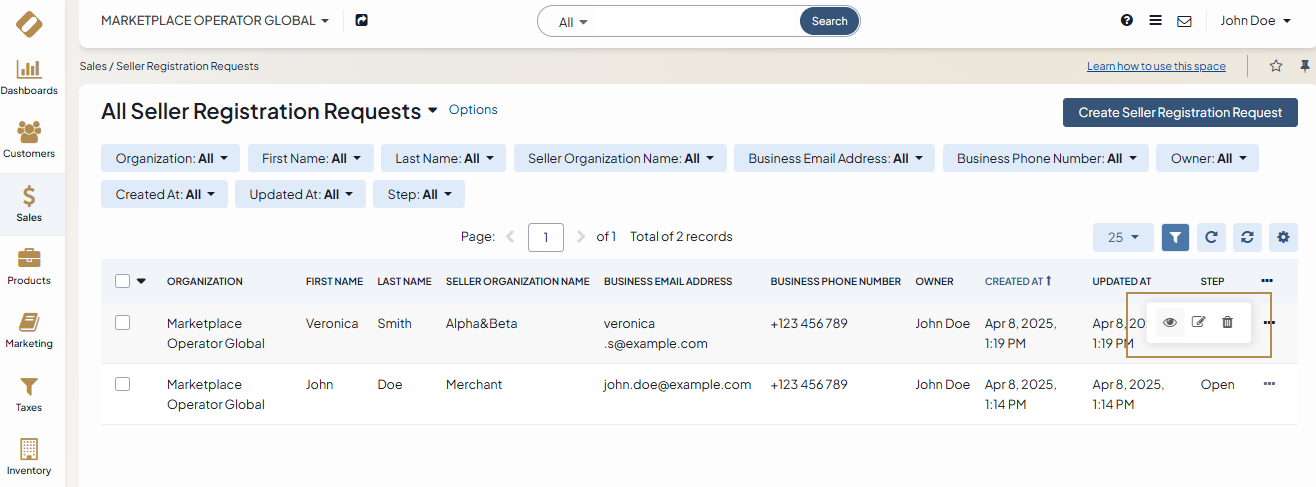 MARKETPLACE OPERATOR GLOBAL
All
Search
John Doe
Dashboards
Customers
Sales
Products
Marketing
Taxes
Inventory
Sales / Seller Registration Requests
Learn how to use this space
All Seller Registration Requests
Options
Create Seller Registration Request
Organization: All
First Name: All
Last Name: All
Seller Organization Name: All
Business Email Address: All
Business Phone Number: All
Owner: All
Created At: All
Updated At: All
Step: All
Page: 1 of 1 Total of 2 records
25
ORGANIZATION FIRST NAME LAST NAME SELLER ORGANIZATION NAME BUSINESS EMAIL ADDRESS BUSINESS PHONE NUMBER OWNER CREATED AT UPDATED AT STEP
Marketplace Veronica Smith Alpha&Beta veronica +123 456 789 John Doe Apr 8, 2025, Apr 8, 20
Operator Global .s@example.com 1:19 PM 1:19 PM
Marketplace John Doe Merchant john.doe@example.com +123 456 789 John Doe Apr 8, 2025, Apr 8, 2025, Open
Operator Global 1:14 PM 1:14 PM